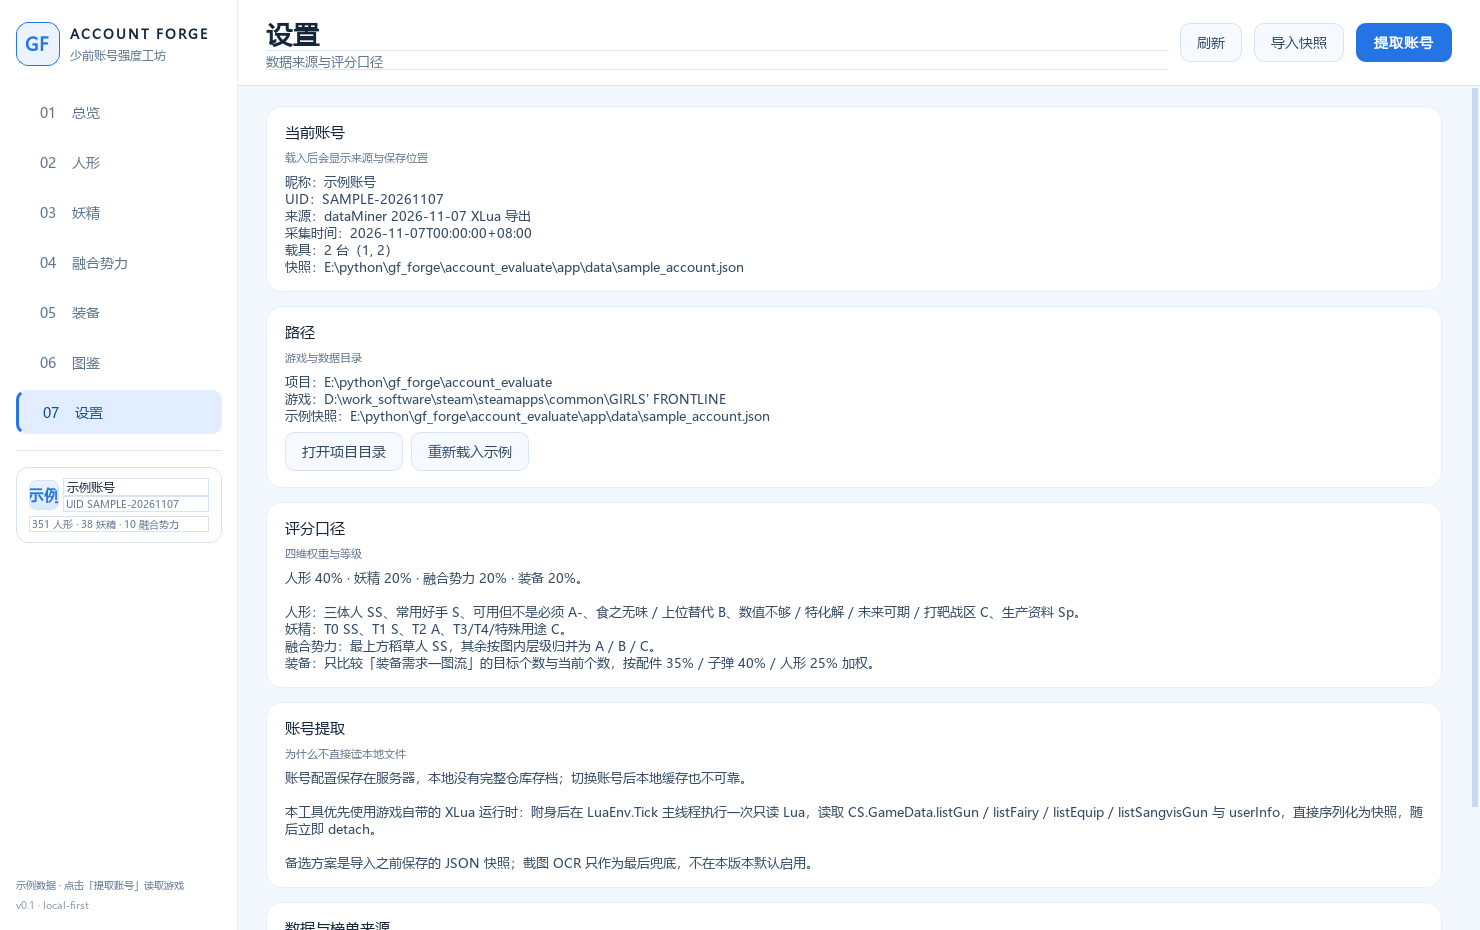 GF
ACCOUNT FORGE
少前账号强度工坊
01 总览
02 人形
03 妖精
04 融合势力
05 装备
06 图鉴
07 设置
示例
示例账号
UID SAMPLE-20261107
351 人形 · 38 妖精 · 10 融合势力
示例数据 · 点击「提取账号」读取游戏
v0.1 · local-first
设置
数据来源与评分口径
刷新
导入快照
提取账号
当前账号
载入后会显示来源与保存位置
昵称：示例账号
UID：SAMPLE-20261107
来源：dataMiner 2026-11-07 XLua 导出
采集时间：2026-11-07T00:00:00+08:00
载具：2 台（1, 2）
快照：E:\python\gf_forge\account_evaluate\app\data\sample_account.json
路径
游戏与数据目录
项目：E:\python\gf_forge\account_evaluate
游戏：D:\work_software\steam\steamapps\common\GIRLS' FRONTLINE
示例快照：E:\python\gf_forge\account_evaluate\app\data\sample_account.json
打开项目目录
重新载入示例
评分口径
四维权重与等级
人形 40% · 妖精 20% · 融合势力 20% · 装备 20%。
人形：三体人 SS、常用好手 S、可用但不是必须 A-、食之无味 / 上位替代 B、数值不够 / 特化解 / 未来可期 / 打靶战区 C、生产资料 Sp。
妖精：T0 SS、T1 S、T2 A、T3/T4/特殊用途 C。
融合势力：最上方稻草人 SS，其余按图内层级归并为 A / B / C。
装备：只比较「装备需求一图流」的目标个数与当前个数，按配件 35% / 子弹 40% / 人形 25% 加权。
账号提取
为什么不直接读本地文件
账号配置保存在服务器，本地没有完整仓库存档；切换账号后本地缓存也不可靠。
本工具优先使用游戏自带的 XLua 运行时：附身后在 LuaEnv.Tick 主线程执行一次只读 Lua，读取 CS.GameData.listGun / listFairy / listEquip / listSangvisGun 与 userInfo，直接序列化为快照，随
后立即 detach。
备选方案是导入之前保存的 JSON 快照；截图 OCR 只作为最后兜底，不在本版本默认启用。
数据与榜单来源